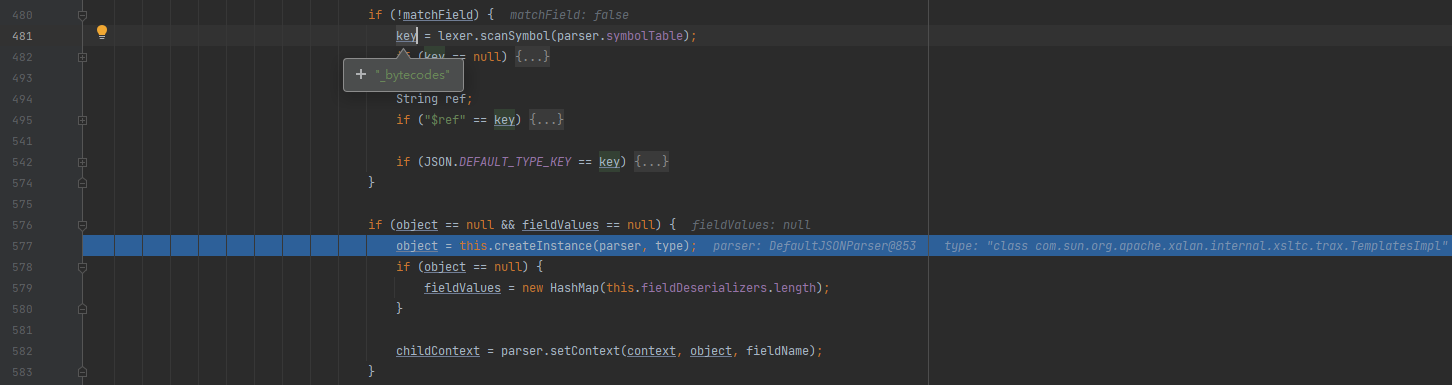 480 if (!matchField) { matchField: false
481 key = lexer.scanSymbol(parser.symbolTable);
482 (key == null) {...}
"_bytecodes"
493
494 String ref;
495 if ("$ref" == key) {...}
541
542 if (JSON.DEFAULT_TYPE_KEY == key) {...}
574 }
575
576 if (object == null && fieldValues == null) { fieldValues: null
577 object = this.createInstance(parser, type); parser: DefaultJSONParser@853 type: "class com.sun.org.apache.xalan.internal.xsltc.trax.TemplatesImpl"
578 if (object == null) {
579 fieldValues = new HashMap(this.fieldDeserializers.length);
580 }
581
582 childContext = parser.setContext(context, object, fieldName);
583 }